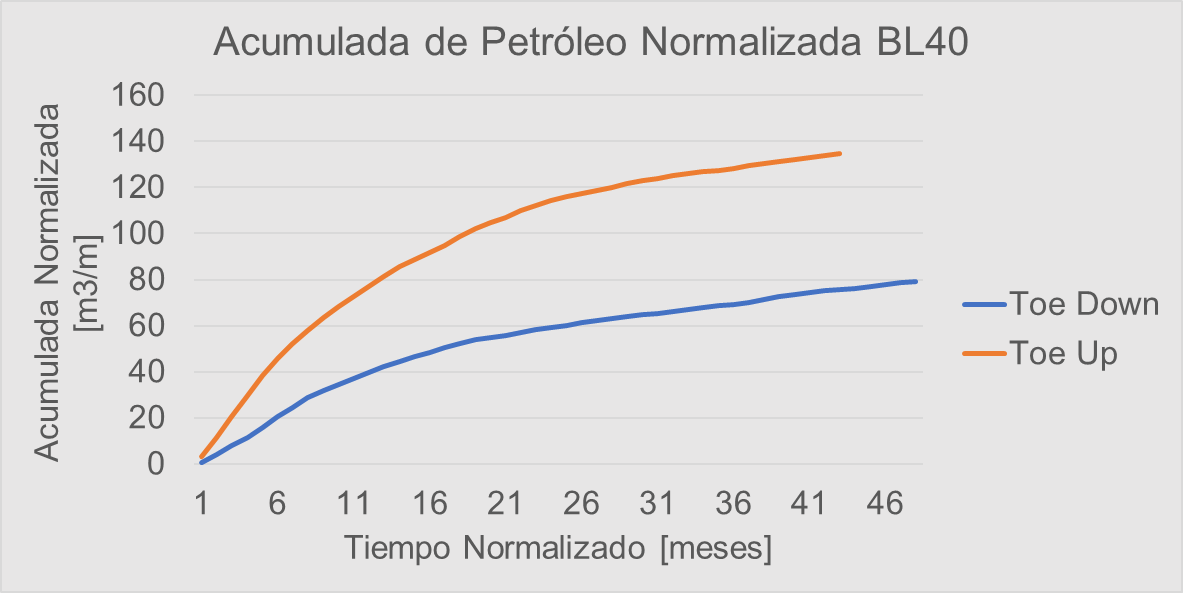 Acumulada de Petróleo Normalizada BL40
Acumulada Normalizada
[m3/m]
160
140
120
100
80
60
40
20
0
1 6 11 16 21 26 31 36 41 46
Tiempo Normalizado [meses]
Toe Down
Toe Up